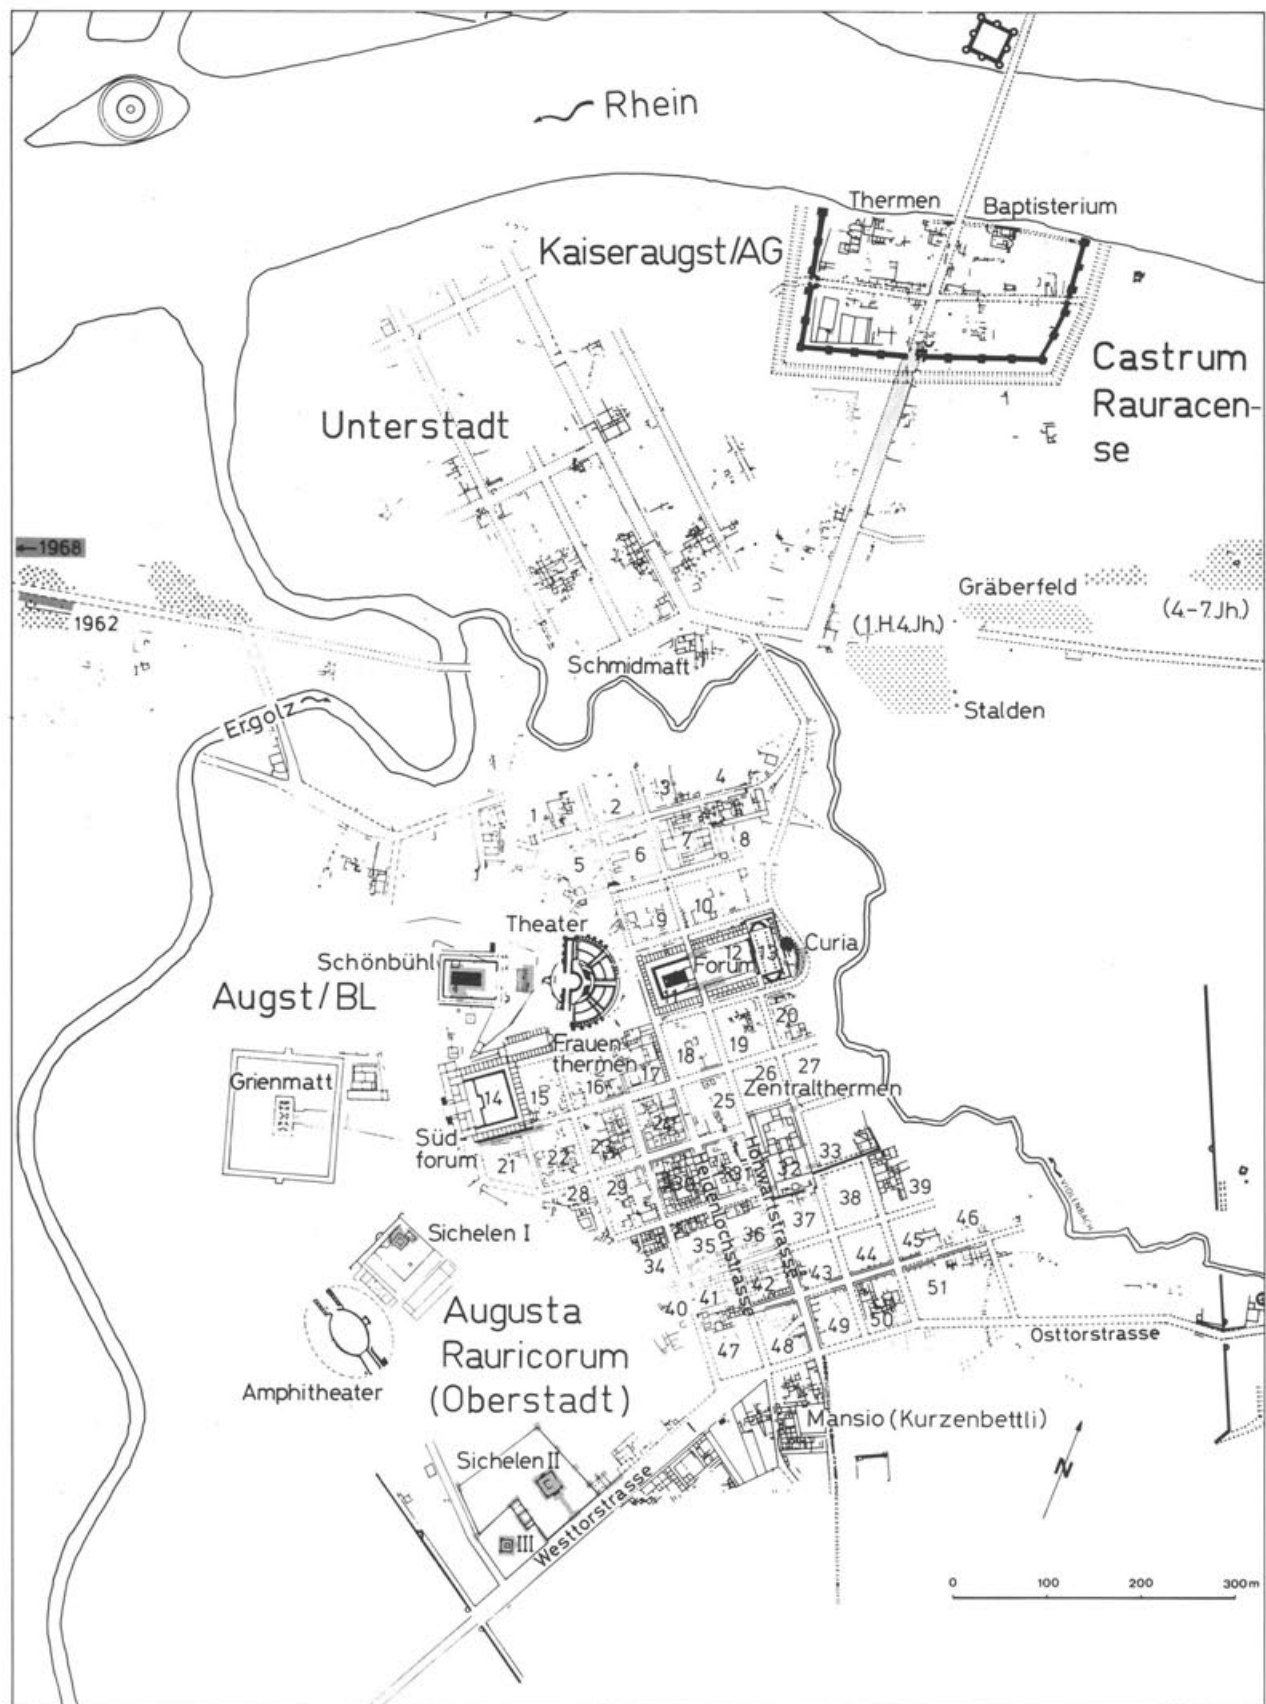 Rhein
Thermen
Baptisterium
Kaiseraugst/AG
Castrum
Rauracen-
se
Unterstadt
←1968
1962
Gräberfeld
(4.-7.Jh.)
(1.H.4.Jh.)
Schmidmatt
Stalden
Ergolz
1
2
3
4
5
6
7
8
9
10
Theater
12
Curia
Forum
Schönbühl
Augst/BL
20
Frauen-
thermen
17
18
19
27
26
Zentralthermen
Grienmatt
14
15
16
25
24
Süd-
forum
21
22
23
33
32
31
30
28
29
Heidenlochstrasse
Hohwartstrasse
38
39
VIOLENBACH
34
35
36
37
46
45
44
43
42
41
40
51
Sichelen I
Augusta
Rauricorum
(Oberstadt)
47
48
49
50
Osttorstrasse
Amphitheater
Mansio (Kurzenbettli)
Sichelen II
III
Westtorstrasse
N
0 100 200 300 m